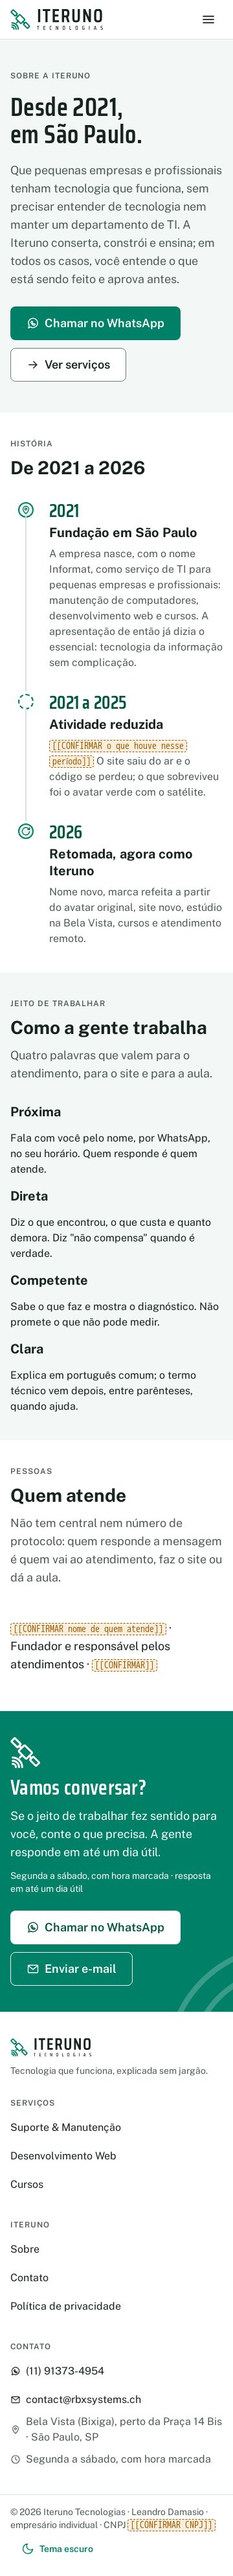 ITERUNO
TECNOLOGIAS
SOBRE A ITERUNO
Desde 2021,
em São Paulo.
Que pequenas empresas e profissionais
tenham tecnologia que funciona, sem
precisar entender de tecnologia nem
manter um departamento de TI. A
Iteruno conserta, constrói e ensina; em
todos os casos, você entende o que
está sendo feito e aprova antes.
Chamar no WhatsApp
Ver serviços
HISTÓRIA
De 2021 a 2026
2021
Fundação em São Paulo
A empresa nasce, com o nome
Informat, como serviço de TI para
pequenas empresas e profissionais:
manutenção de computadores,
desenvolvimento web e cursos. A
apresentação de então já dizia o
essencial: tecnologia da informação
sem complicação.
2021 a 2025
Atividade reduzida
[[CONFIRMAR o que houve nesse
período]] O site saiu do ar e o
código se perdeu; o que sobreviveu
foi o avatar verde com o satélite.
2026
Retomada, agora como
Iteruno
Nome novo, marca refeita a partir
do avatar original, site novo, estúdio
na Bela Vista, cursos e atendimento
remoto.
JEITO DE TRABALHAR
Como a gente trabalha
Quatro palavras que valem para o
atendimento, para o site e para a aula.
Próxima
Fala com você pelo nome, por WhatsApp,
no seu horário. Quem responde é quem
atende.
Direta
Diz o que encontrou, o que custa e quanto
demora. Diz "não compensa" quando é
verdade.
Competente
Sabe o que faz e mostra o diagnóstico. Não
promete o que não pode medir.
Clara
Explica em português comum; o termo
técnico vem depois, entre parênteses,
quando ajuda.
PESSOAS
Quem atende
Não tem central nem número de
protocolo: quem responde a mensagem
é quem vai ao atendimento, faz o site ou
dá a aula.
[[CONFIRMAR nome de quem atende]] ·
Fundador e responsável pelos
atendimentos · [[CONFIRMAR]]
Vamos conversar?
Se o jeito de trabalhar fez sentido para
você, conte o que precisa. A gente
responde em até um dia útil.
Segunda a sábado, com hora marcada · resposta
em até um dia útil
Chamar no WhatsApp
Enviar e-mail
ITERUNO
TECNOLOGIAS
Tecnologia que funciona, explicada sem jargão.
SERVIÇOS
Suporte & Manutenção
Desenvolvimento Web
Cursos
ITERUNO
Sobre
Contato
Política de privacidade
CONTATO
(11) 91373-4954
contact@rbxsystems.ch
Bela Vista (Bixiga), perto da Praça 14 Bis
· São Paulo, SP
Segunda a sábado, com hora marcada
© 2026 Iteruno Tecnologias · Leandro Damasio ·
empresário individual · CNPJ [[CONFIRMAR CNPJ]]
Tema escuro